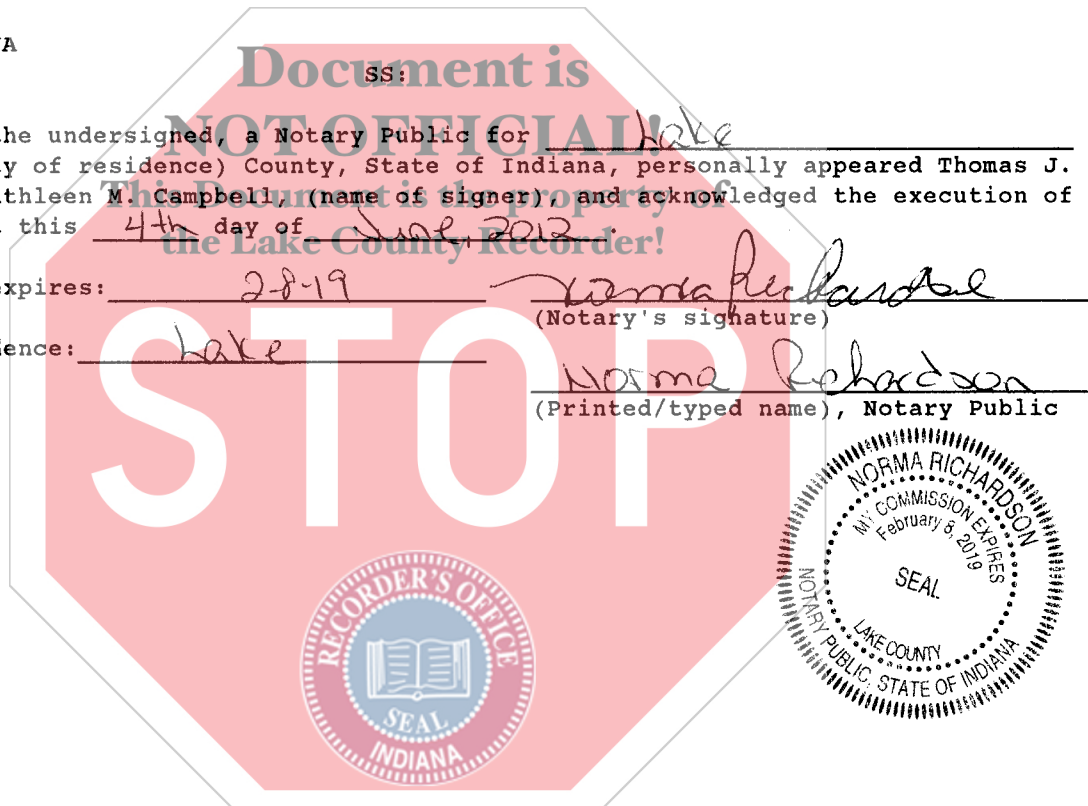 Document is
NOT OFFICIAL!
This Document is the property of
the Lake County Recorder!
SS:
he undersigned, a Notary Public for Lake
y of residence) County, State of Indiana, personally appeared Thomas J.
thleen M. Campbell, (name of signer), and acknowledged the execution of
this 4th day of June, 2012.
xpires: 2-8-19
(Notary's signature)
ence: Lake
Norma Richardson
(Printed/typed name), Notary Public
STOP
NORMA RICHARDSON
MY COMMISSION EXPIRES
February 8, 2019
SEAL
LAKE COUNTY
NOTARY PUBLIC, STATE OF INDIANA
RECORDER'S OFFICE
SEAL
INDIANA